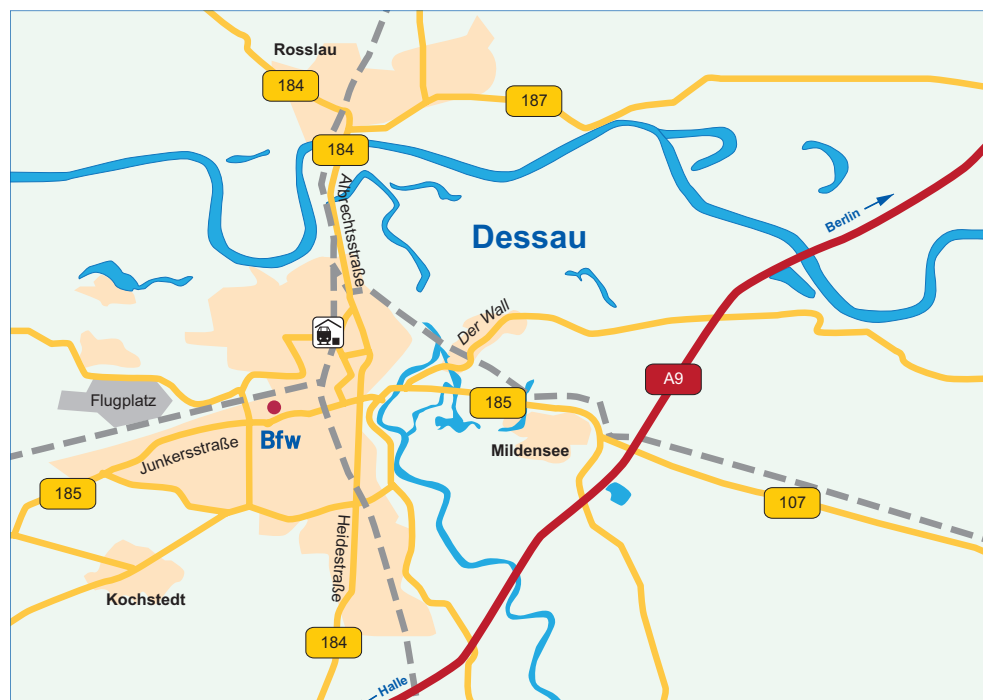 Rosslau
184
187
184
Albrechtsstraße
Berlin
Dessau
Der Wall
A9
Flugplatz
185
Bfw
Junkersstraße
Mildensee
185
107
Heidestraße
Kochstedt
184
Halle